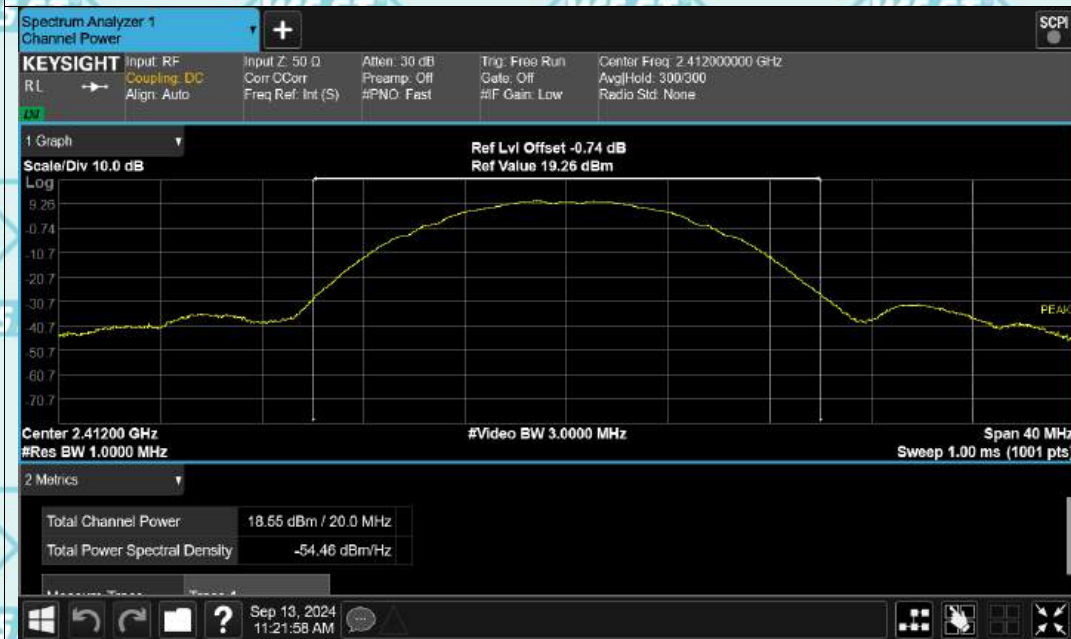 Spectrum Analyzer 1
Channel Power
+
SCPI
KEYSIGHT
RL
LXI
Input: RF
Coupling: DC
Align: Auto
Input Z: 50 Ω
Corr CCorr
Freq Ref: Int (S)
Atten: 30 dB
Preamp: Off
#PNO: Fast
Trig: Free Run
Gate: Off
#IF Gain: Low
Center Freq: 2.412000000 GHz
Avg|Hold: 300/300
Radio Std: None
1 Graph
Scale/Div 10.0 dB
Ref Lvl Offset -0.74 dB
Ref Value 19.26 dBm
Log
9.26
-0.74
-10.7
-20.7
-30.7
-40.7
-50.7
-60.7
-70.7
PEAK
Center 2.41200 GHz
#Res BW 1.0000 MHz
#Video BW 3.0000 MHz
Span 40 MHz
Sweep 1.00 ms (1001 pts)
2 Metrics
Total Channel Power 18.55 dBm / 20.0 MHz
Total Power Spectral Density -54.46 dBm/Hz
?
Sep 13, 2024
11:21:58 AM